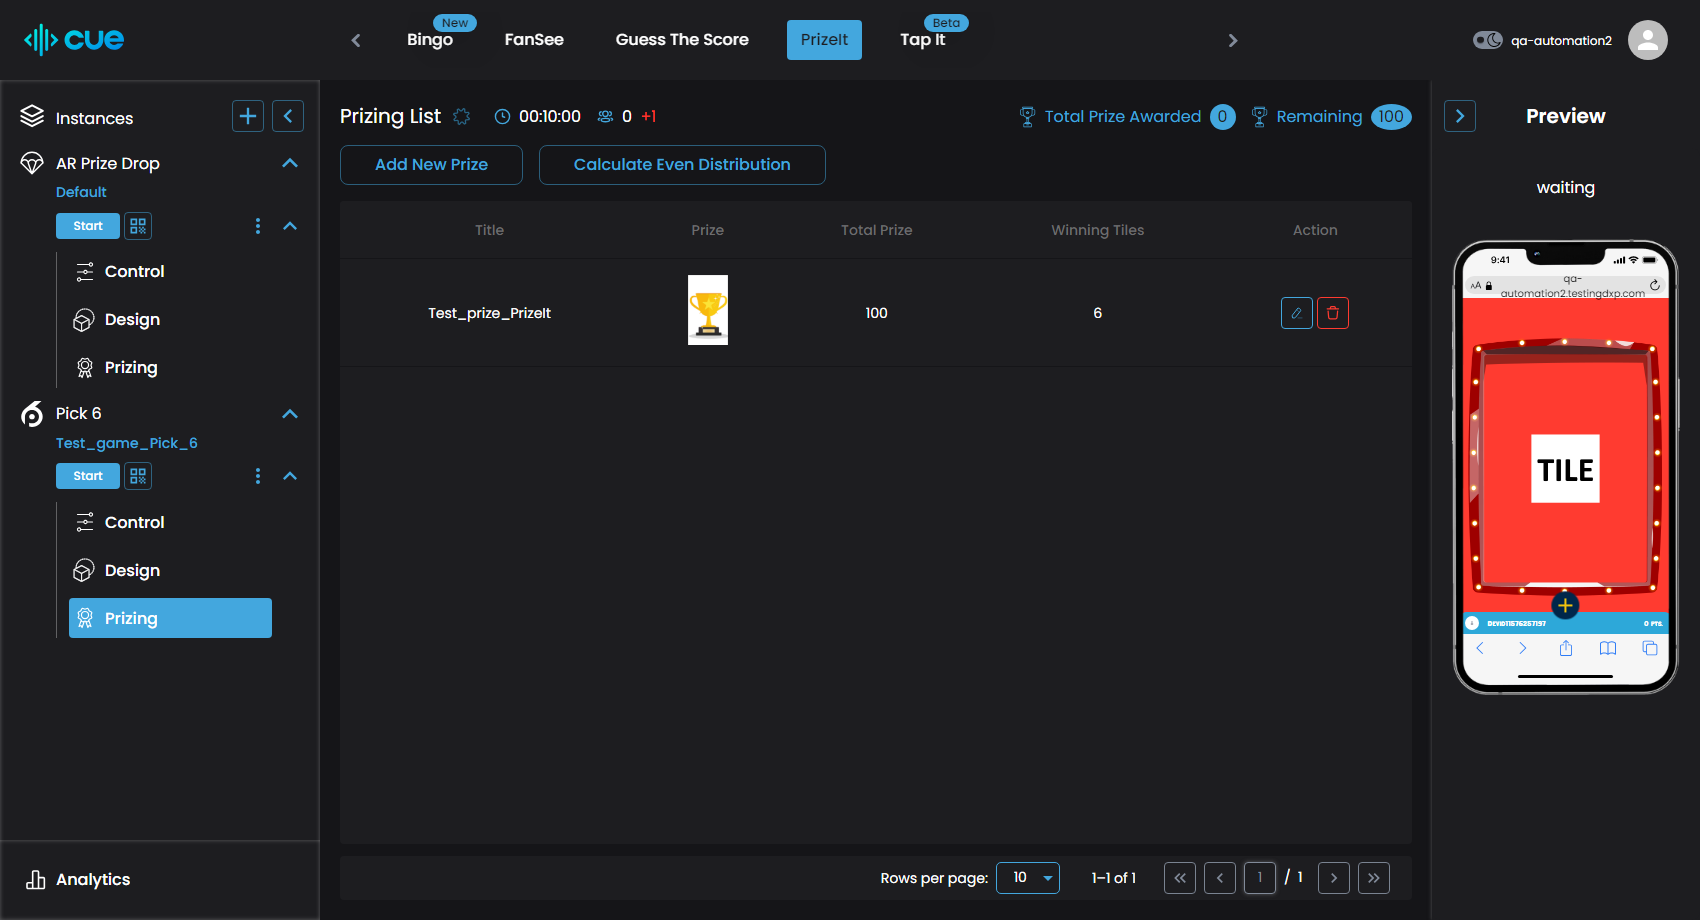 cue
Bingo
New
FanSee
Guess The Score
PrizeIt
Tap It
Beta
qa-automation2
Instances
AR Prize Drop
Default
Start
Control
Design
Prizing
Pick 6
Test_game_Pick_6
Start
Control
Design
Prizing
Analytics
Prizing List
00:10:00
0 +1
Total Prize Awarded 0
Remaining 100
Add New Prize
Calculate Even Distribution
Title Prize Total Prize Winning Tiles Action
Test_prize_PrizeIt 100 6
Rows per page: 10 1–1 of 1 1 / 1
Preview
waiting
9:41
AA
qa-
automation2.testingdxp.com
TILE
0 PTS.